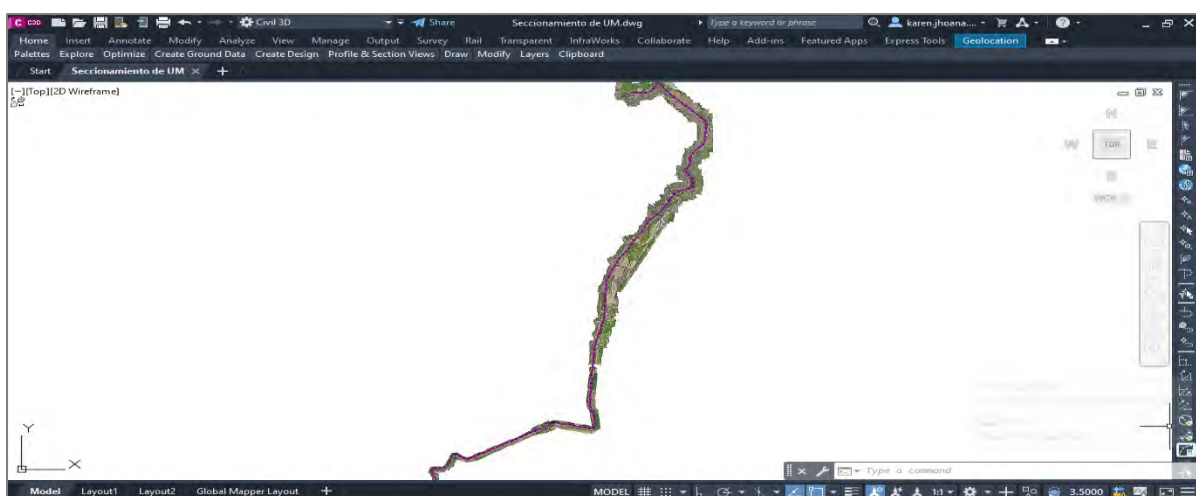 C C3D Civil 3D Share Seccionamiento de UM.dwg Type a keyword or phrase karen.jhoana....
Home Insert Annotate Modify Analyze View Manage Output Survey Rail Transparent InfraWorks Collaborate Help Add-ins Featured Apps Express Tools Geolocation
Palettes Explore Optimize Create Ground Data Create Design Profile & Section Views Draw Modify Layers Clipboard
Start Seccionamiento de UM
[−][Top][2D Wireframe]
N
W TOP E
S
Y
X
Type a command
Model Layout1 Layout2 Global Mapper Layout + MODEL 1:1 3.5000